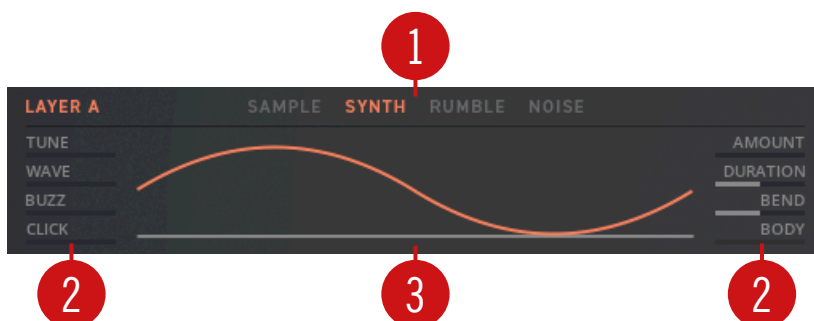 1
LAYER A SAMPLE SYNTH RUMBLE NOISE
TUNE AMOUNT
WAVE DURATION
BUZZ BEND
CLICK BODY
2 3 2